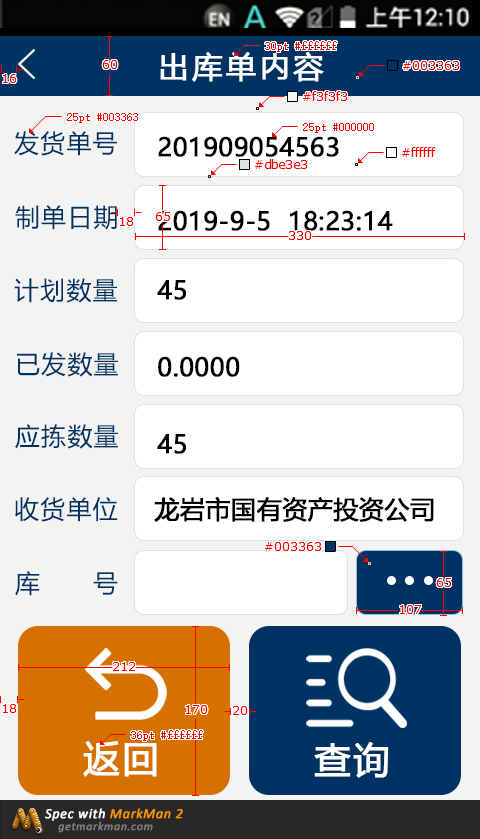 EN A 上午12:10
16 60 出库单内容 30pt #ffffff #003363
#f3f3f3
25pt #003363
发货单号 201909054563 25pt #000000
#ffffff
#dbe3e3
制单日期 18 65 2019-9-5 18:23:14
330
计划数量 45
已发数量 0.0000
应拣数量 45
收货单位 龙岩市国有资产投资公司
#003363
库 号 ••• 65
107
212
18 170 20
36pt #ffffff
返回 查询
Spec with MarkMan 2
getmarkman.com